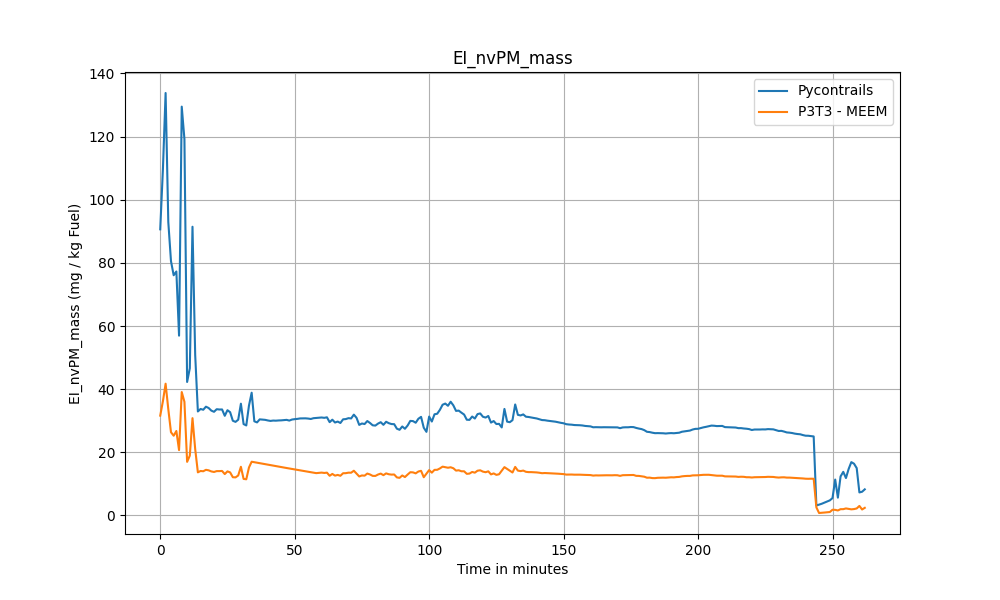 EI_nvPM_mass
Pycontrails
P3T3 - MEEM
EI_nvPM_mass (mg / kg Fuel)
140
120
100
80
60
40
20
0
0 50 100 150 200 250
Time in minutes